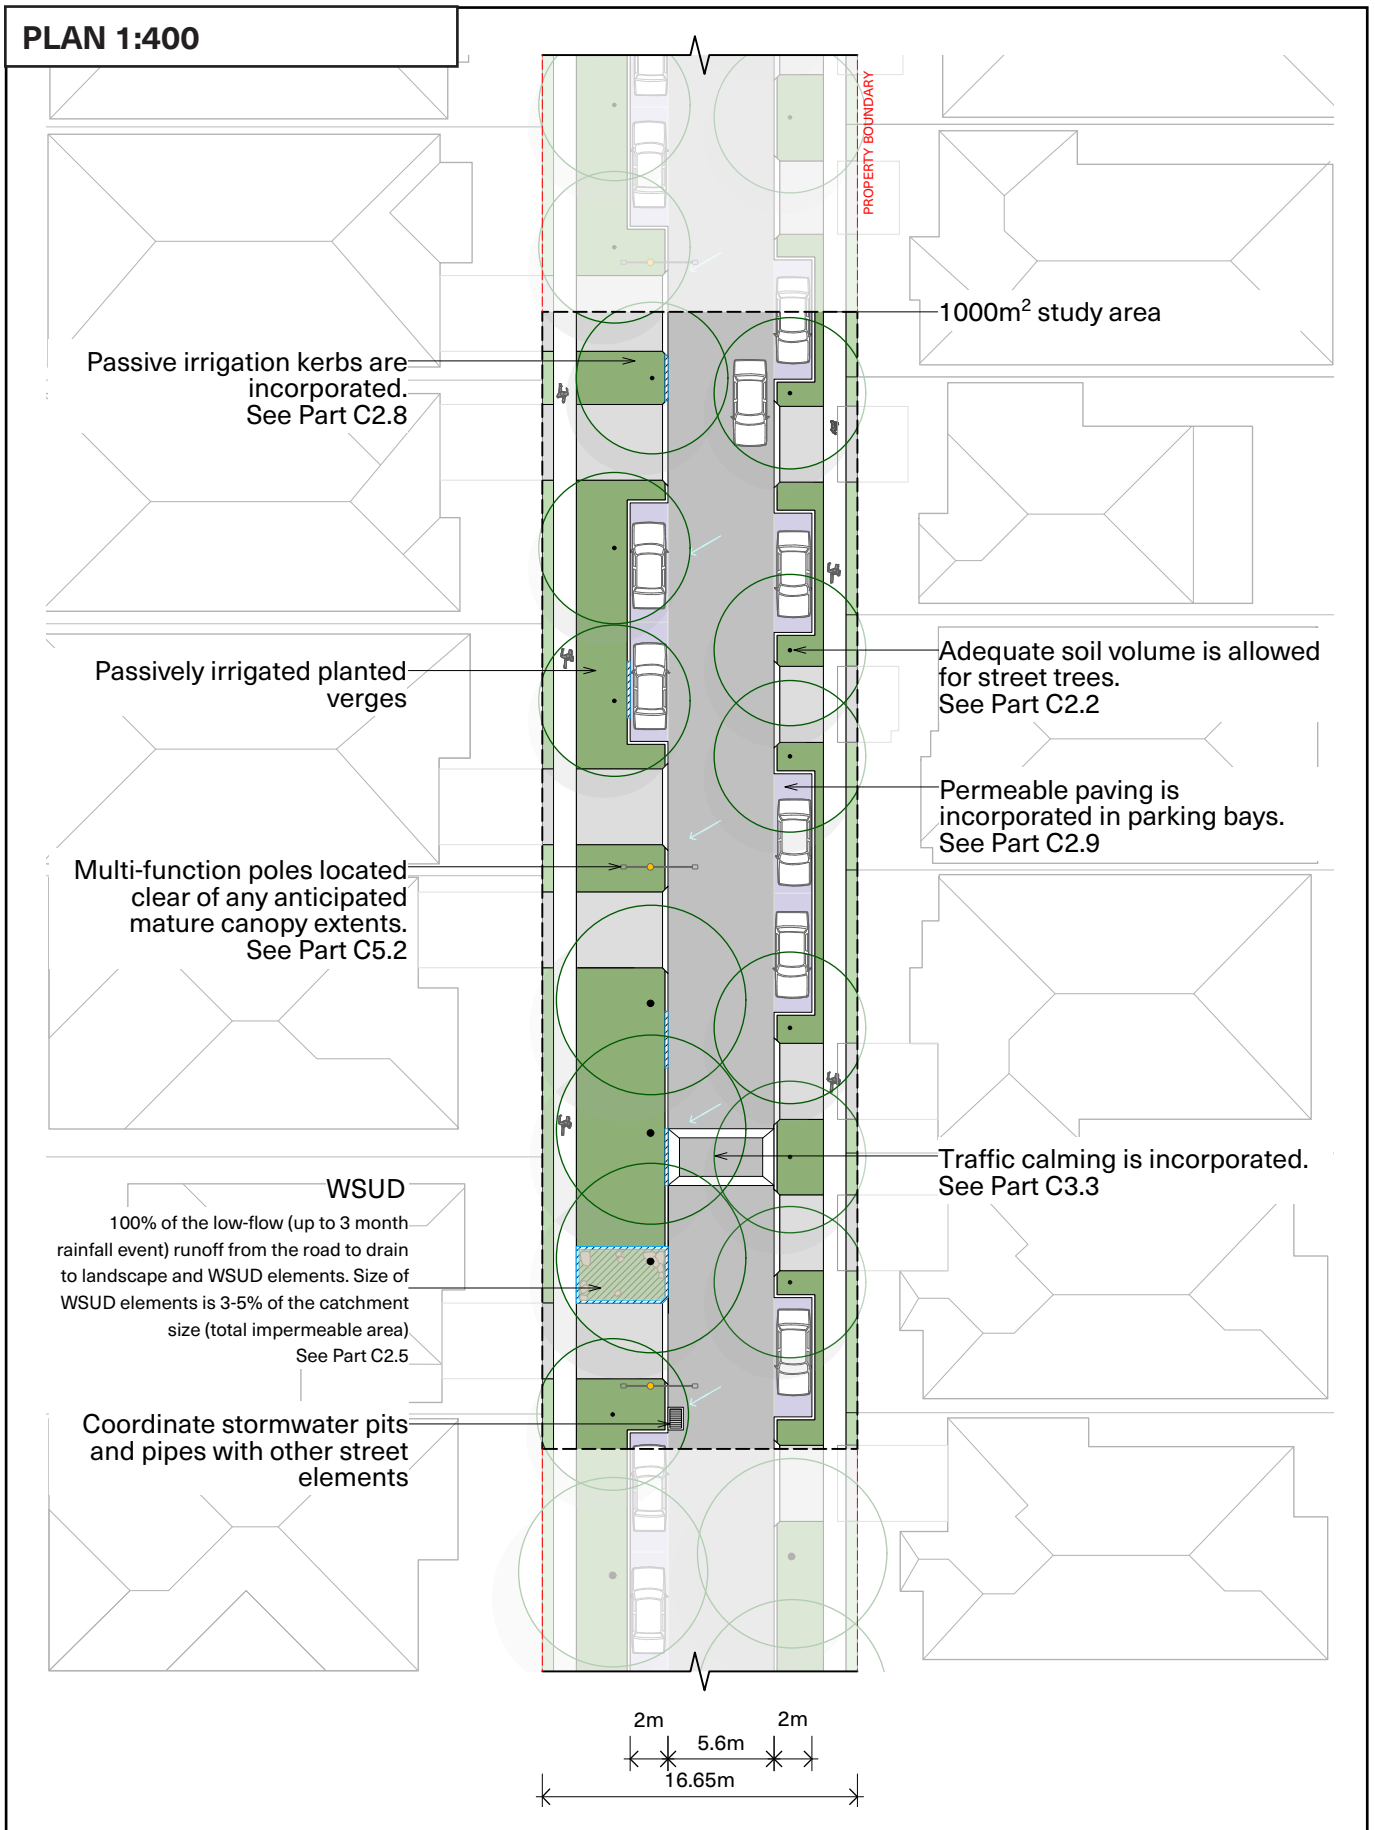 PLAN 1:400
PROPERTY BOUNDARY
1000m² study area
Passive irrigation kerbs are
incorporated.
See Part C2.8
Passively irrigated planted
verges
Adequate soil volume is allowed
for street trees.
See Part C2.2
Permeable paving is
incorporated in parking bays.
See Part C2.9
Multi-function poles located
clear of any anticipated
mature canopy extents.
See Part C5.2
Traffic calming is incorporated.
See Part C3.3
WSUD
100% of the low-flow (up to 3 month
rainfall event) runoff from the road to drain
to landscape and WSUD elements. Size of
WSUD elements is 3-5% of the catchment
size (total impermeable area)
See Part C2.5
Coordinate stormwater pits
and pipes with other street
elements
2m
2m
5.6m
16.65m